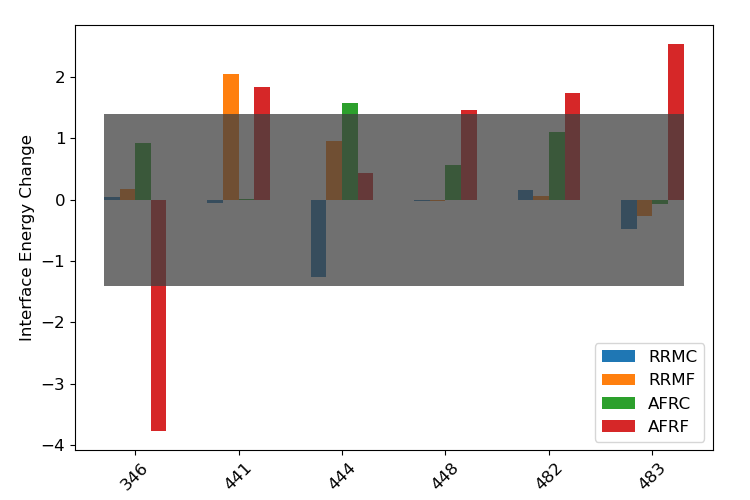 Interface Energy Change
2
1
0
−1
−2
−3
−4
346
441
444
448
482
483
RRMC
RRMF
AFRC
AFRF